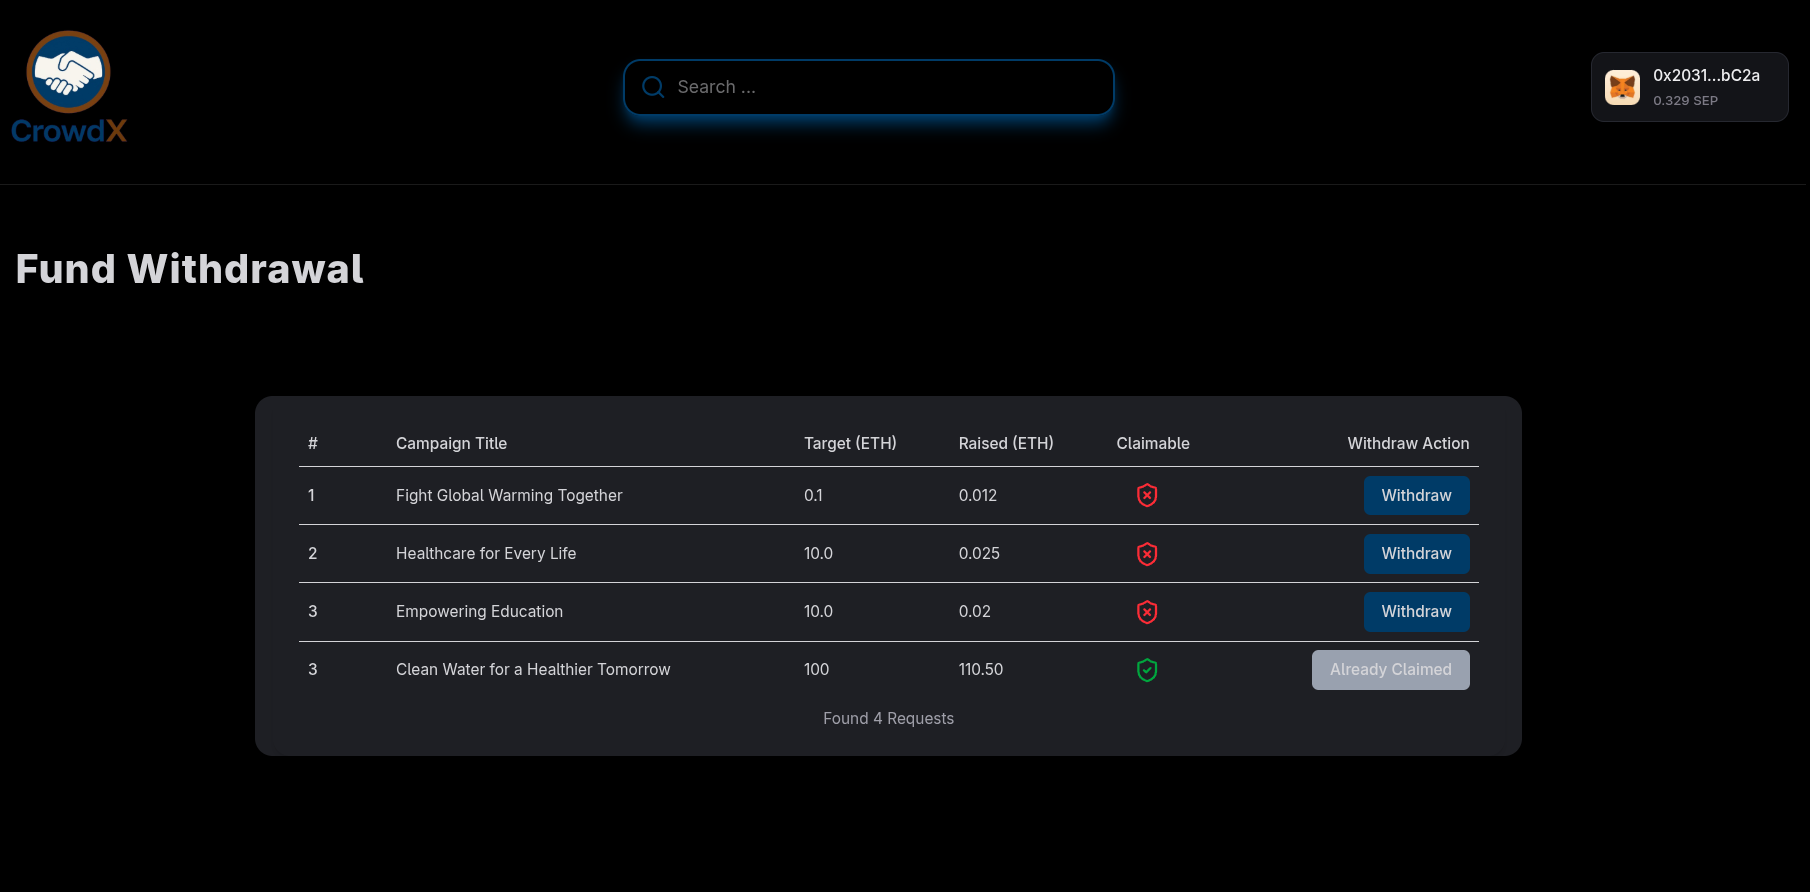 CrowdX
Search ...
0x2031...bC2a
0.329 SEP
Fund Withdrawal
# Campaign Title Target (ETH) Raised (ETH) Claimable Withdraw Action
1 Fight Global Warming Together 0.1 0.012 Withdraw
2 Healthcare for Every Life 10.0 0.025 Withdraw
3 Empowering Education 10.0 0.02 Withdraw
3 Clean Water for a Healthier Tomorrow 100 110.50 Already Claimed
Found 4 Requests